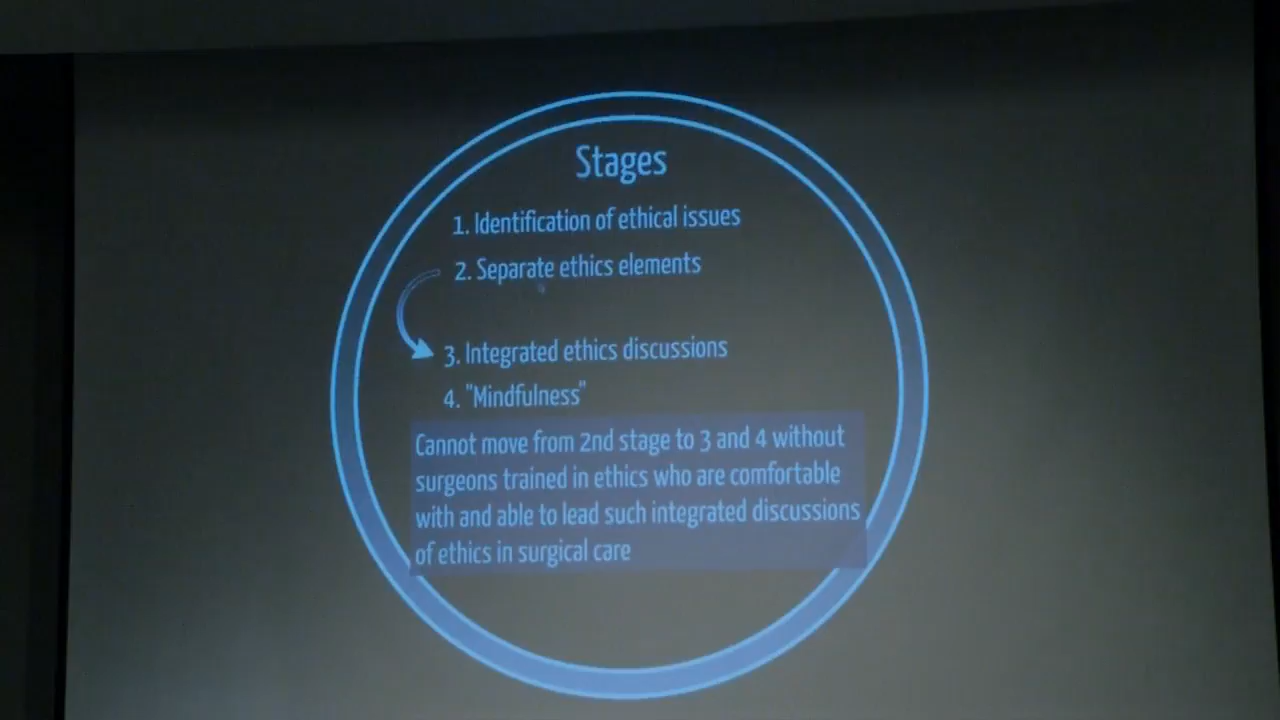 Stages
1. Identification of ethical issues
2. Separate ethics elements
3. Integrated ethics discussions
4. "Mindfulness"
Cannot move from 2nd stage to 3 and 4 without
surgeons trained in ethics who are comfortable
with and able to lead such integrated discussions
of ethics in surgical care